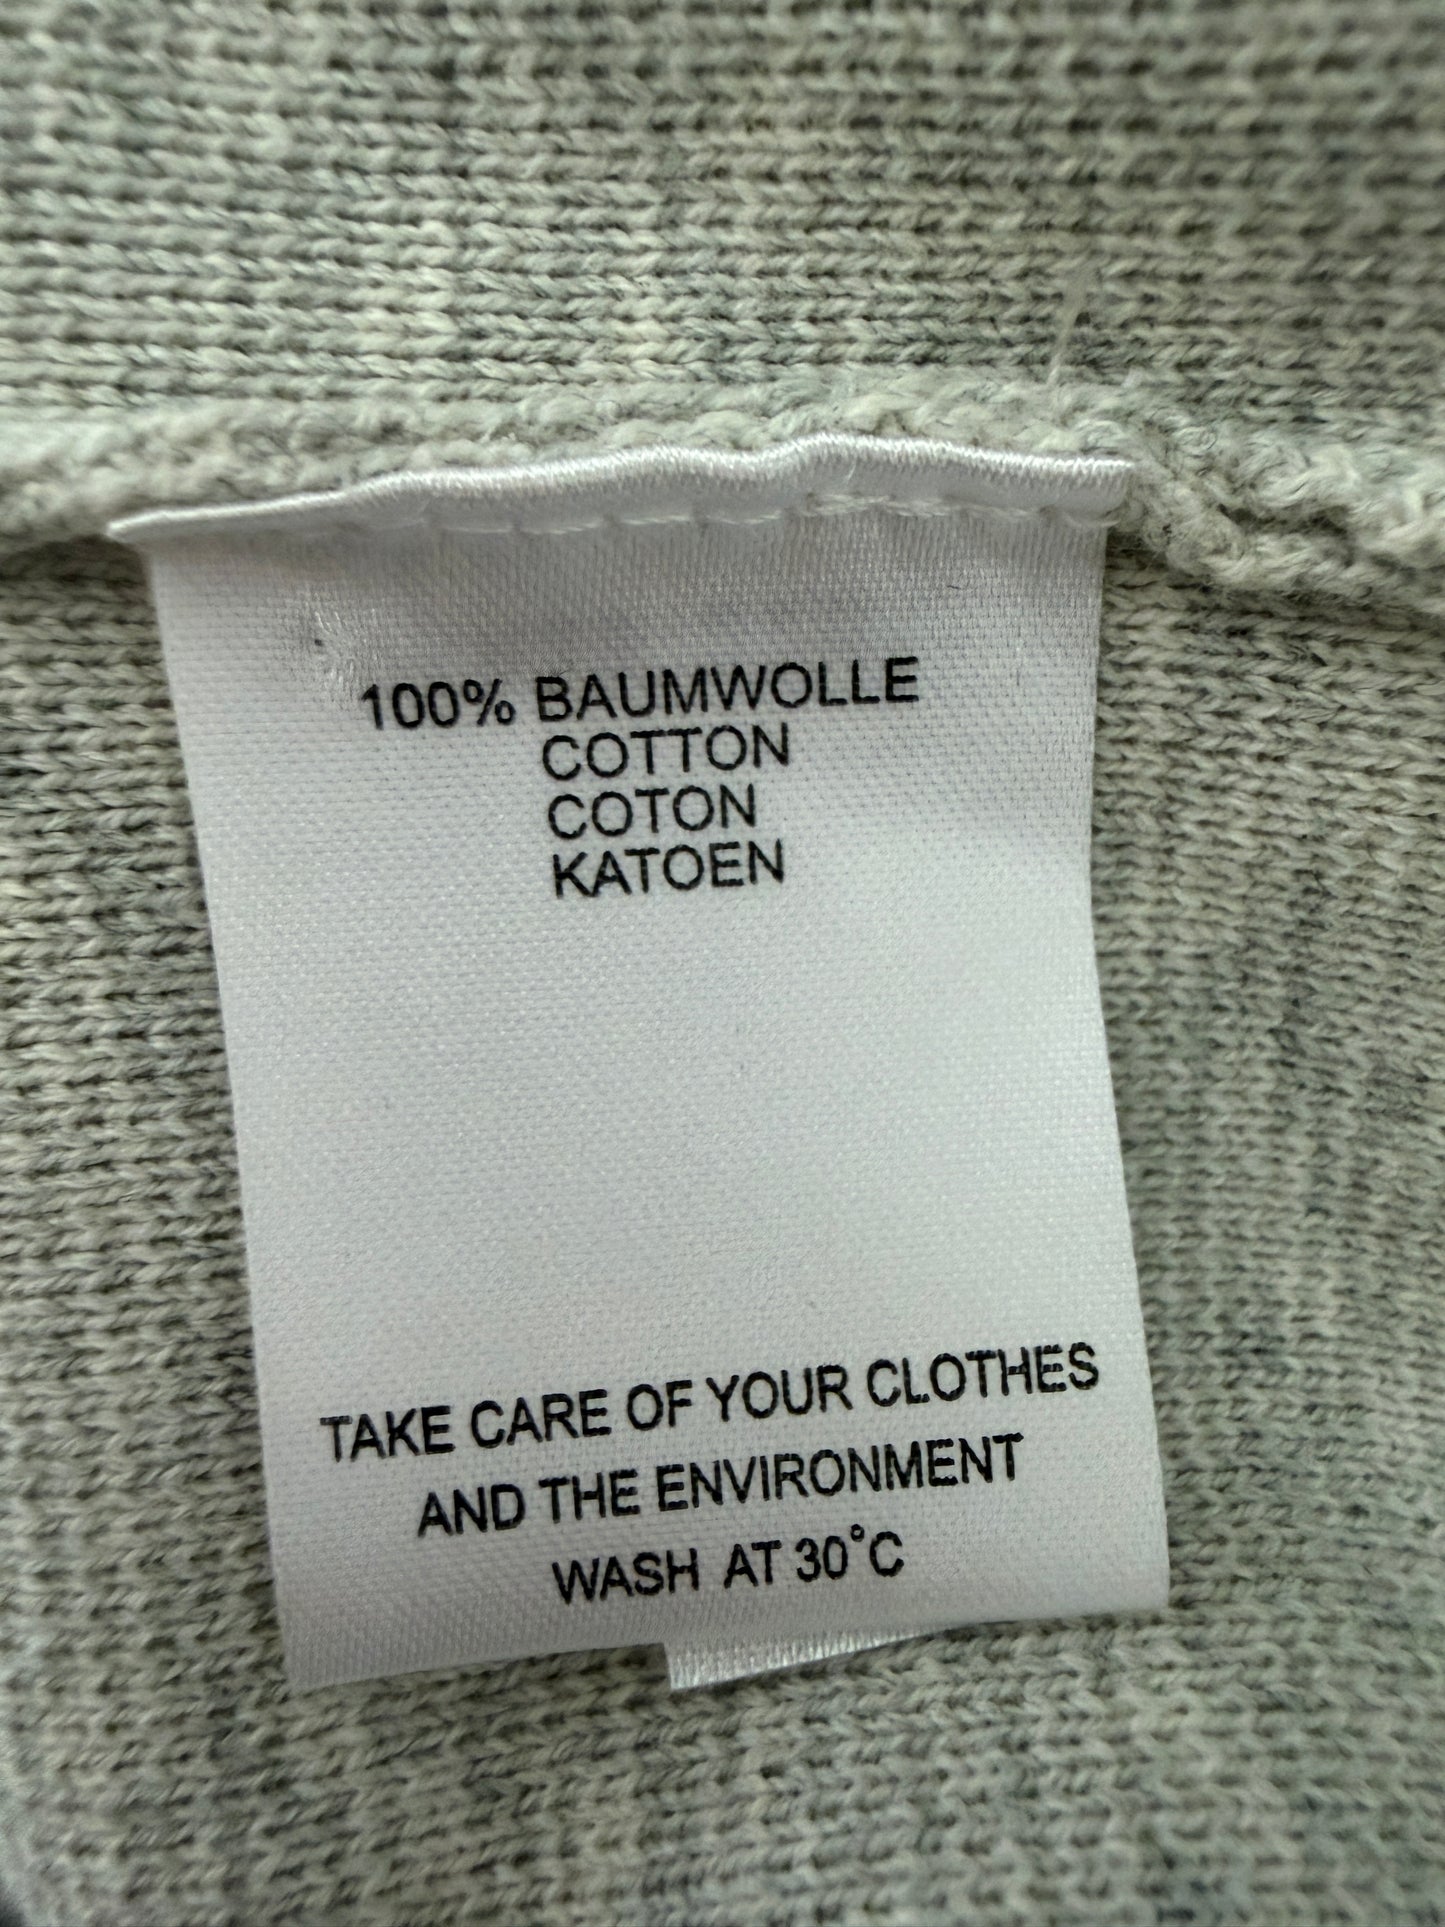 100% BAUMWOLLE
COTTON
COTON
KATOEN
TAKE CARE OF YOUR CLOTHES
AND THE ENVIRONMENT
WASH AT 30°C